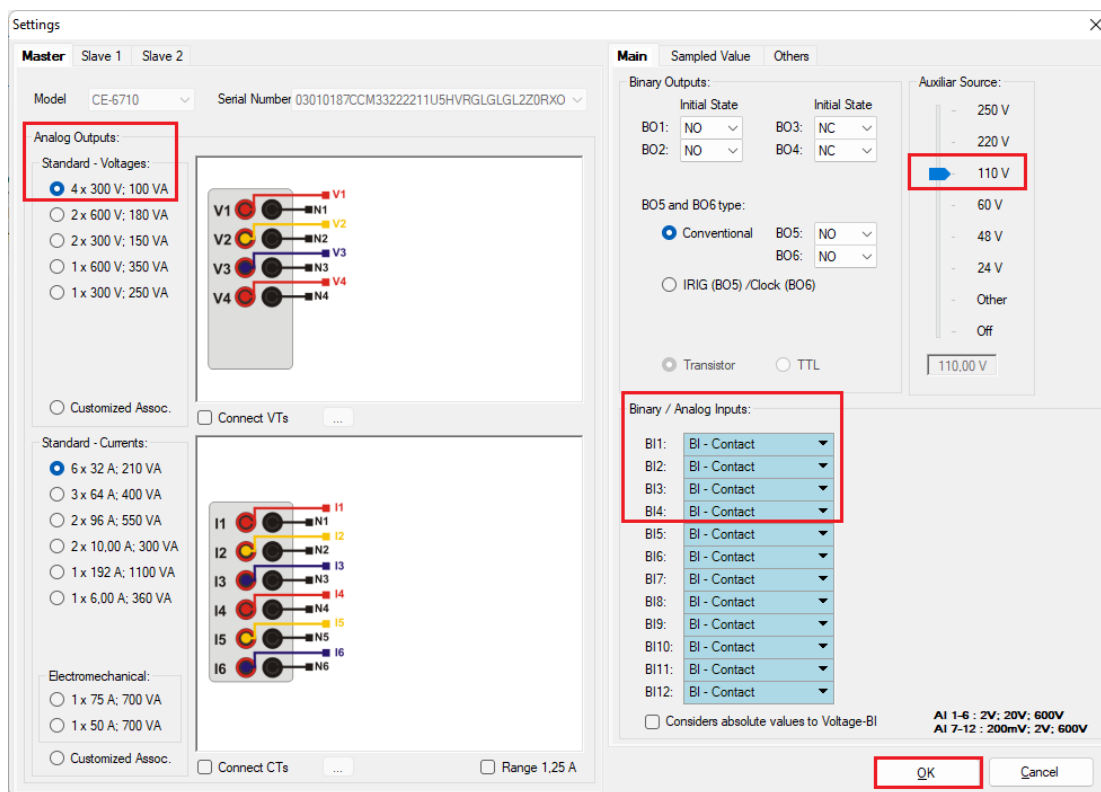 Settings
Master Slave 1 Slave 2
Model CE-6710 Serial Number 03010187CCM33222211U5HVRGLGLGL2Z0RXO
Analog Outputs:
Standard - Voltages:
4 x 300 V; 100 VA
2 x 600 V; 180 VA
2 x 300 V; 150 VA
1 x 600 V; 350 VA
1 x 300 V; 250 VA
Customized Assoc.
V1 V1
N1
V2 V2
N2
V3 V3
N3
V4 V4
N4
Connect VTs ...
Standard - Currents:
6 x 32 A; 210 VA
3 x 64 A; 400 VA
2 x 96 A; 550 VA
2 x 10,00 A; 300 VA
1 x 192 A; 1100 VA
1 x 6,00 A; 360 VA
Electromechanical:
1 x 75 A; 700 VA
1 x 50 A; 700 VA
Customized Assoc.
I1 I1
N1
I2 I2
N2
I3 I3
N3
I4 I4
N4
I5 I5
N5
I6 I6
N6
Connect CTs ... Range 1,25 A
Main Sampled Value Others
Binary Outputs:
Initial State Initial State
BO1: NO BO3: NC
BO2: NO BO4: NC
BO5 and BO6 type:
Conventional BO5: NO
BO6: NO
IRIG (BO5) /Clock (BO6)
Transistor TTL
Auxiliar Source:
250 V
220 V
110 V
60 V
48 V
24 V
Other
Off
110,00 V
Binary / Analog Inputs:
BI1: BI - Contact
BI2: BI - Contact
BI3: BI - Contact
BI4: BI - Contact
BI5: BI - Contact
BI6: BI - Contact
BI7: BI - Contact
BI8: BI - Contact
BI9: BI - Contact
BI10: BI - Contact
BI11: BI - Contact
BI12: BI - Contact
Considers absolute values to Voltage-BI
AI 1-6 : 2V; 20V; 600V
AI 7-12 : 200mV; 2V; 600V
OK Cancel